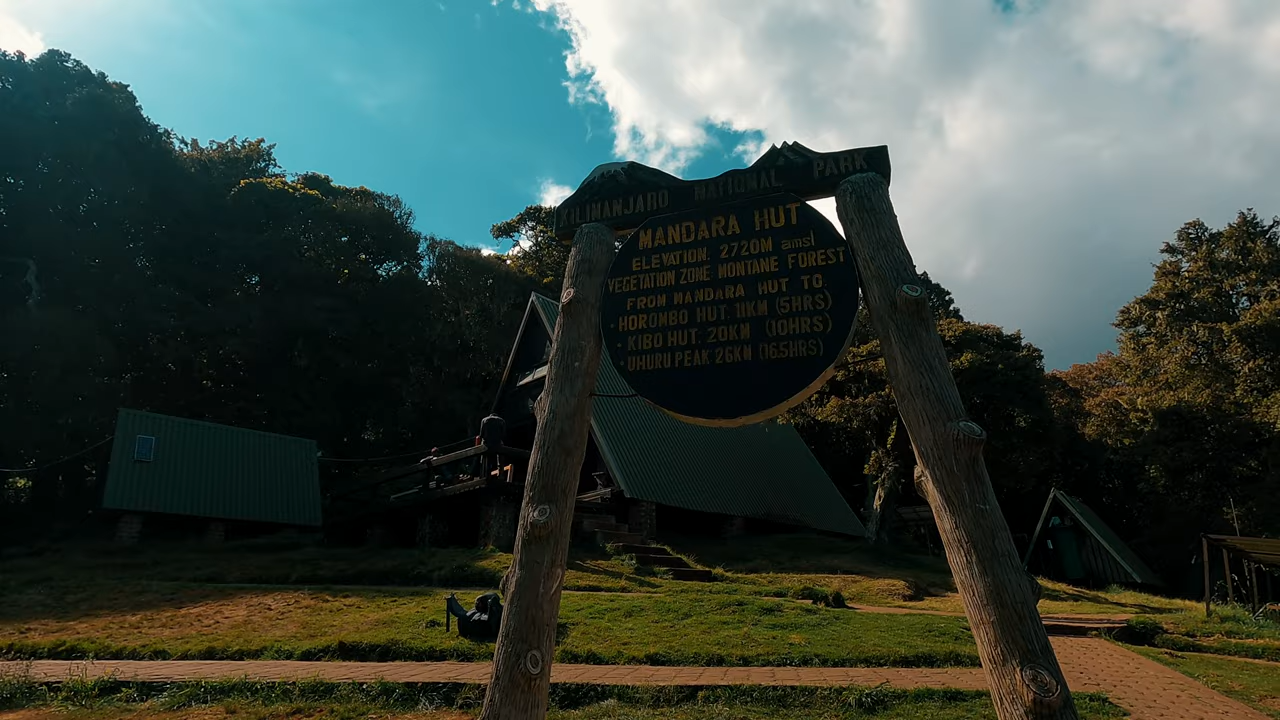 KILIMANJARO NATIONAL PARK
MANDARA HUT
ELEVATION: 2720M amsl
VEGETATION ZONE: MONTANE FOREST
FROM MANDARA HUT TO:
• HOROMBO HUT: 11KM (5HRS)
• KIBO HUT: 20KM (10HRS)
• UHURU PEAK 26KM (16.5HRS)